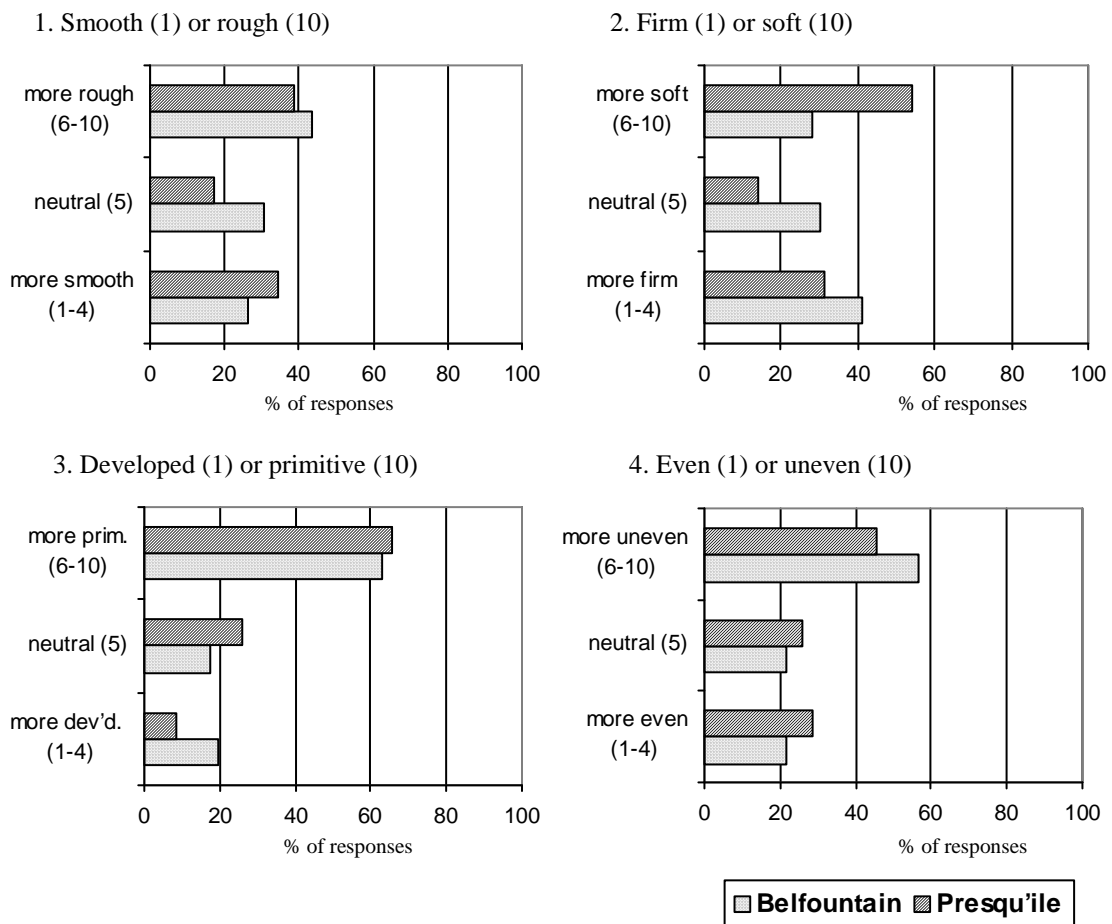 1. Smooth (1) or rough (10)
more rough
(6-10)
neutral (5)
more smooth
(1-4)
0 20 40 60 80 100
% of responses
2. Firm (1) or soft (10)
more soft
(6-10)
neutral (5)
more firm
(1-4)
0 20 40 60 80 100
% of responses
3. Developed (1) or primitive (10)
more prim.
(6-10)
neutral (5)
more dev'd.
(1-4)
0 20 40 60 80 100
% of responses
4. Even (1) or uneven (10)
more uneven
(6-10)
neutral (5)
more even
(1-4)
0 20 40 60 80 100
% of responses
Belfountain Presqu'ile